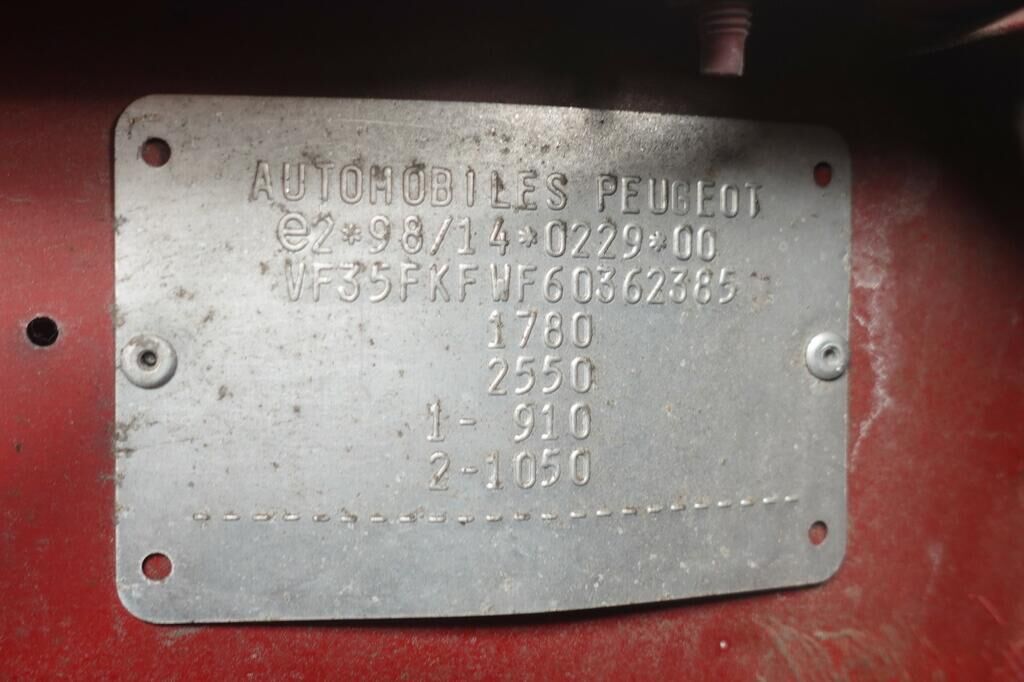 AUTOMOBILES PEUGEOT
e2*98/14*0229*00
VF35FKFWF60362385
1780
2550
1- 910
2-1050
--------------------